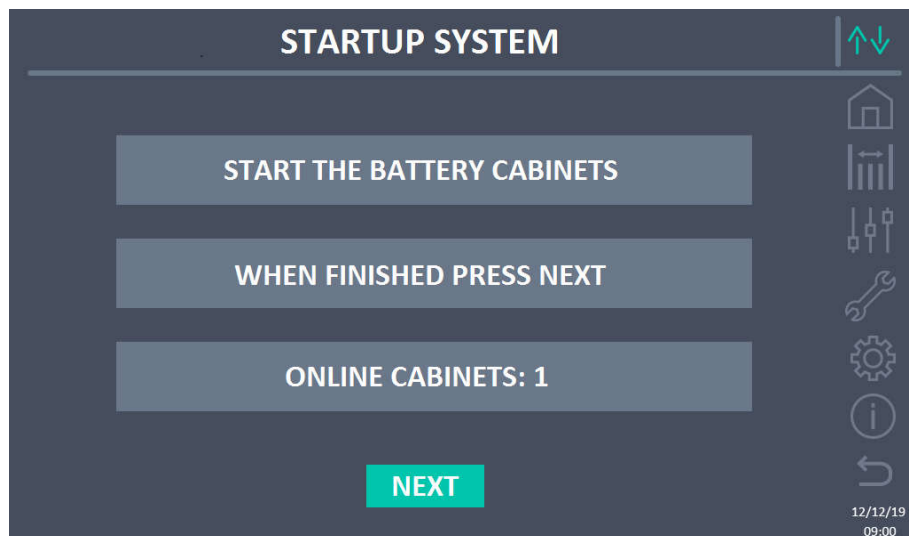 STARTUP SYSTEM
START THE BATTERY CABINETS
WHEN FINISHED PRESS NEXT
ONLINE CABINETS: 1
NEXT
12/12/19
09:00